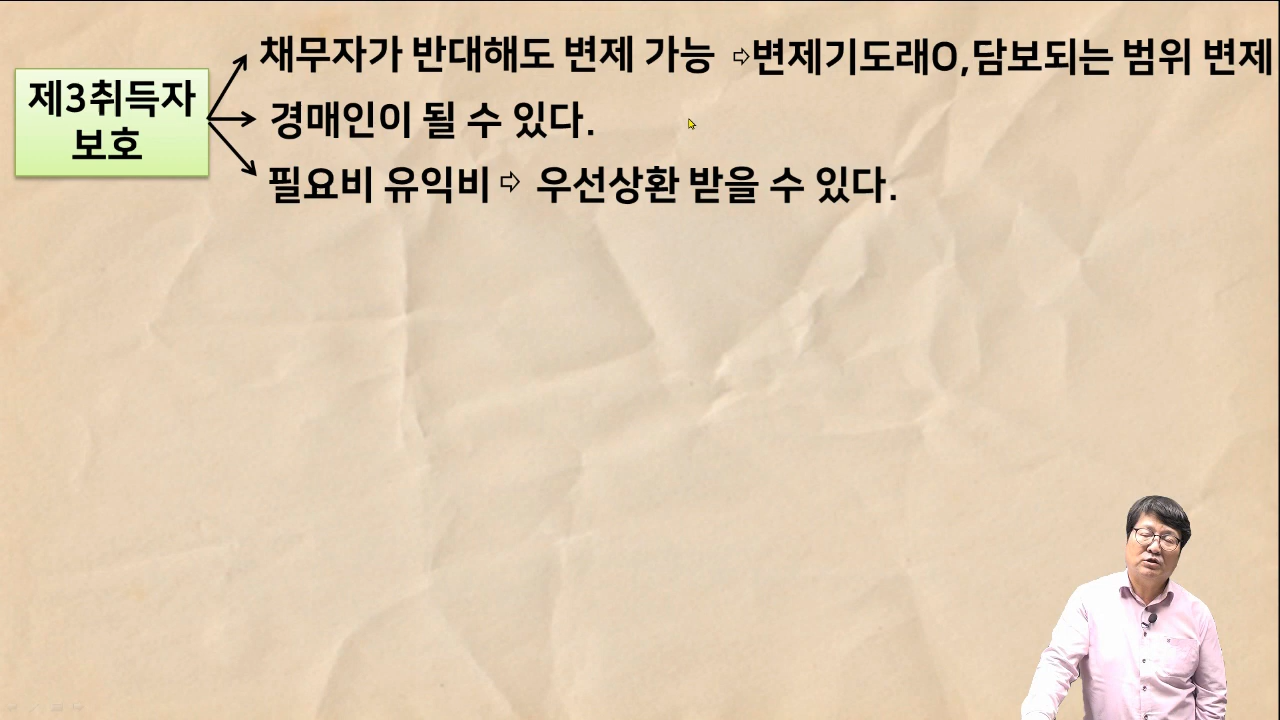 제3취득자
보호
채무자가 반대해도 변제 가능 ⇨변제기도래O,담보되는 범위 변제
경매인이 될 수 있다.
필요비 유익비 ⇨ 우선상환 받을 수 있다.